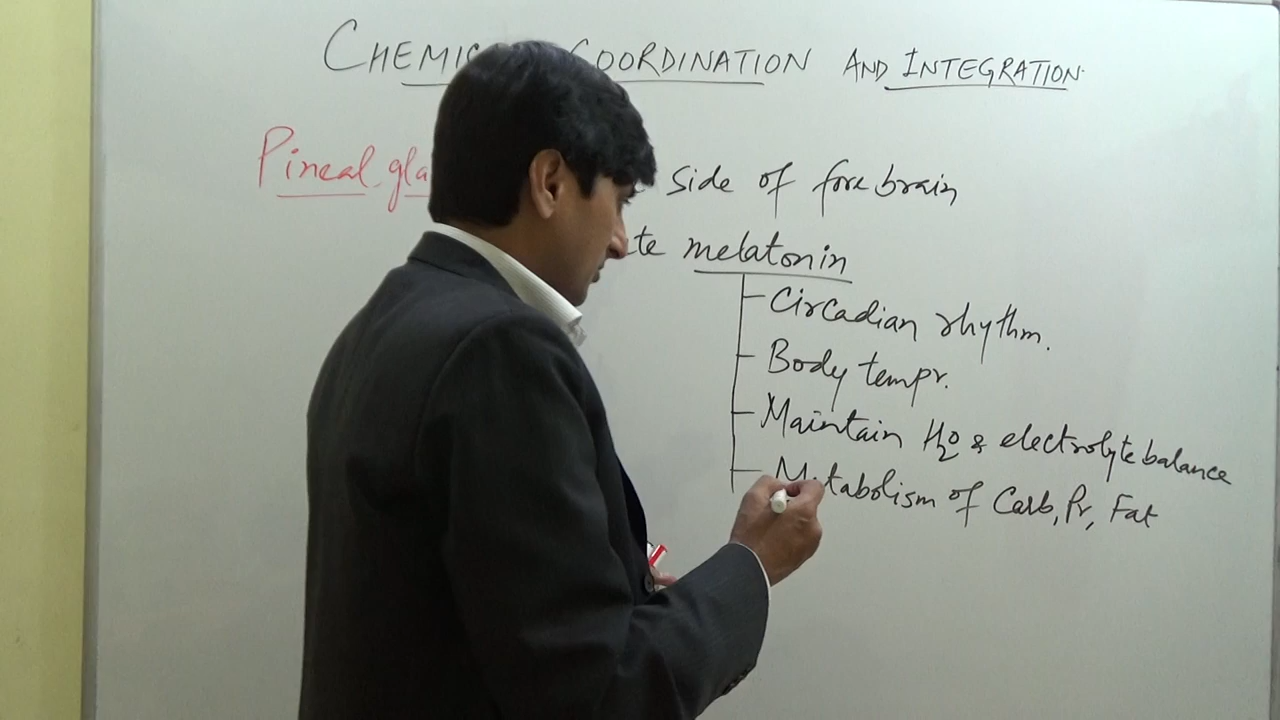 CHEMIC COORDINATION AND INTEGRATION.
Pineal gla side of fore brain
te melatonin
Circadian rhythm.
Body tempr.
Maintain H2O & electrolyte balance
Metabolism of Carb, Pr, Fat